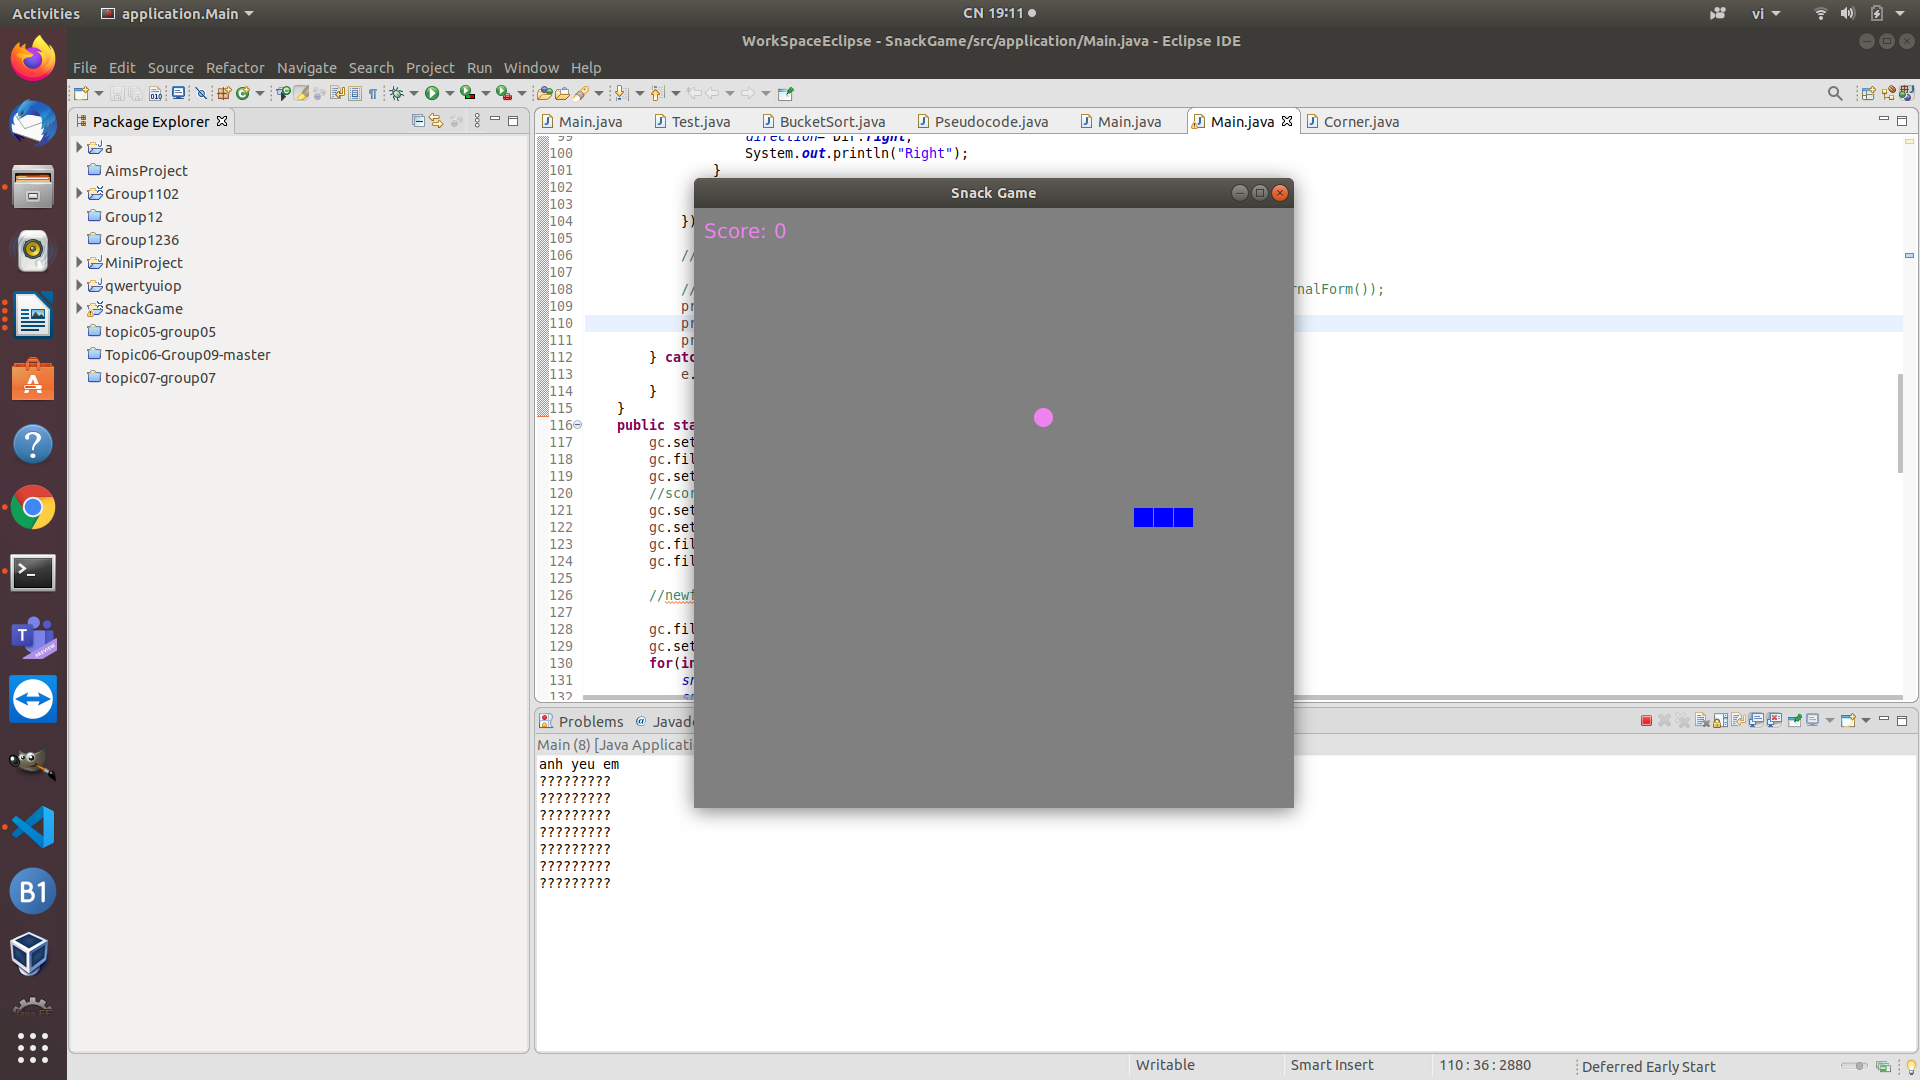 Activities
application.Main
CN 19:11
vi
WorkSpaceEclipse - SnackGame/src/application/Main.java - Eclipse IDE
File Edit Source Refactor Navigate Search Project Run Window Help
Package Explorer
Main.java Test.java BucketSort.java Pseudocode.java Main.java Main.java Corner.java
a
AimsProject
Group1102
Group12
Group1236
MiniProject
qwertyuiop
SnackGame
topic05-group05
Topic06-Group09-master
topic07-group07
99 direction= Dir.right;
100 System.out.println("Right");
101 }
102
103
104 })
105
106 //
107
108 // rnalForm());
109 pr
110 pr
111 pr
112 } catc
113 e.
114 }
115 }
116 public sta
117 gc.set
118 gc.fil
119 gc.set
120 //scor
121 gc.set
122 gc.set
123 gc.fil
124 gc.fil
125
126 //newf
127
128 gc.fil
129 gc.set
130 for(in
131 sn
132
Snack Game
Score: 0
Problems @ Javado
Main (8) [Java Applicati
anh yeu em
?????????
?????????
?????????
?????????
?????????
?????????
?????????
Writable
Smart Insert
110 : 36 : 2880
Deferred Early Start
T
PREVIEW
B1